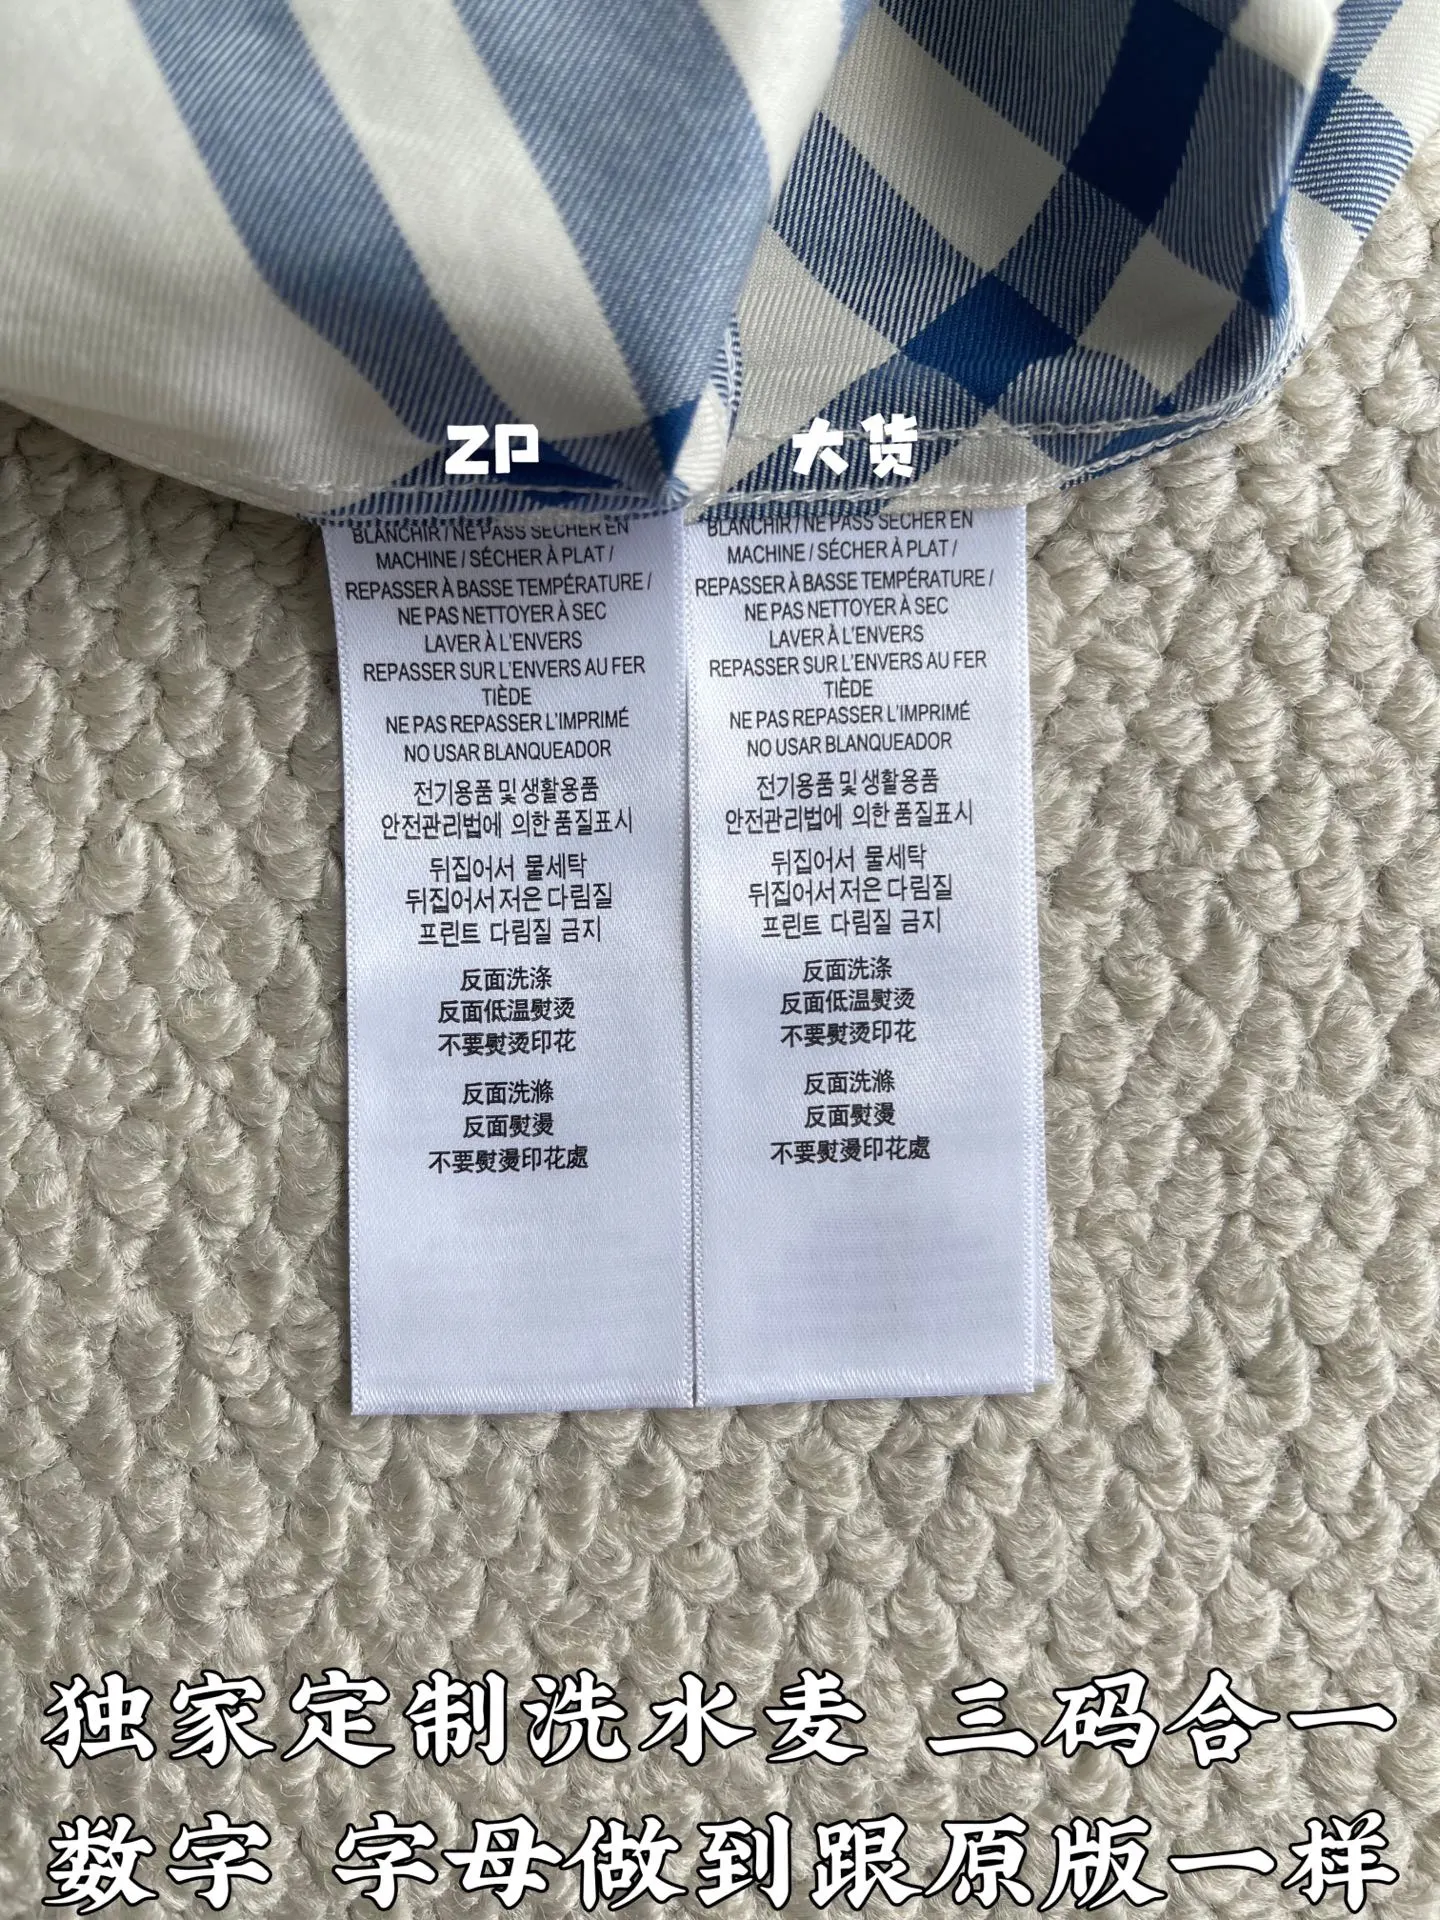 ZP
大货
BLANCHIR / NE PASS SÉCHER EN
MACHINE / SÉCHER À PLAT /
REPASSER À BASSE TEMPÉRATURE /
NE PAS NETTOYER À SEC
LAVER À L'ENVERS
REPASSER SUR L'ENVERS AU FER
TIÈDE
NE PAS REPASSER L'IMPRIMÉ
NO USAR BLANQUEADOR
전기용품 및 생활용품
안전관리법에 의한 품질표시
뒤집어서 물세탁
뒤집어서 저은 다림질
프린트 다림질 금지
反面洗涤
反面低温熨烫
不要熨烫印花
反面洗滌
反面熨燙
不要熨燙印花處
BLANCHIR / NE PASS SÉCHER EN
MACHINE / SÉCHER À PLAT /
REPASSER À BASSE TEMPÉRATURE /
NE PAS NETTOYER À SEC
LAVER À L'ENVERS
REPASSER SUR L'ENVERS AU FER
TIÈDE
NE PAS REPASSER L'IMPRIMÉ
NO USAR BLANQUEADOR
전기용품 및 생활용품
안전관리법에 의한 품질표시
뒤집어서 물세탁
뒤집어서 저은 다림질
프린트 다림질 금지
反面洗涤
反面低温熨烫
不要熨烫印花
反面洗滌
反面熨燙
不要熨燙印花處
独家定制洗水麦 三码合一
数字 字母做到跟原版一样